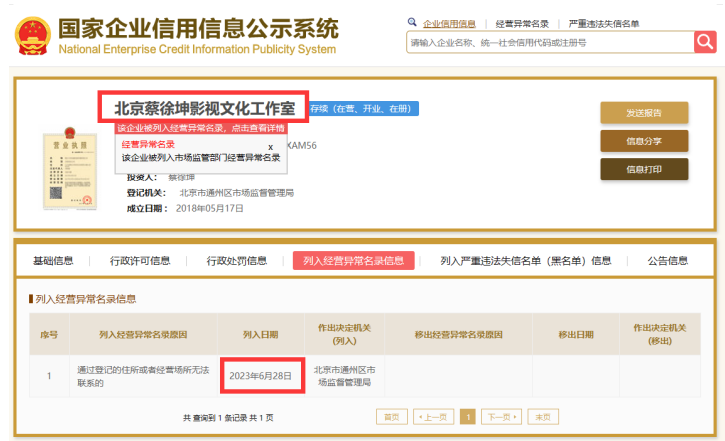 国家企业信用信息公示系统
National Enterprise Credit Information Publicity System
企业信用信息 | 经营异常名录 | 严重违法失信名单
请输入企业名称、统一社会信用代码或注册号
北京蔡徐坤影视文化工作室
存续（在营、开业、在册）
该企业被列入经营异常名录，点击查看详情
经营异常名录 x
该企业被列入市场监管部门经营异常名录
XAM56
投资人： 蔡徐坤
登记机关： 北京市通州区市场监督管理局
成立日期： 2018年05月17日
营业执照
发送报告
信息分享
信息打印
基础信息 | 行政许可信息 | 行政处罚信息 | 列入经营异常名录信息 | 列入严重违法失信名单（黑名单）信息 | 公告信息
列入经营异常名录信息
序号 列入经营异常名录原因 列入日期 作出决定机关(列入) 移出经营异常名录原因 移出日期 作出决定机关(移出)
1 通过登记的住所或者经营场所无法联系的 2023年6月28日 北京市通州区市场监督管理局
共 查询到 1 条记录 共 1 页
首页 上一页 1 下一页 末页